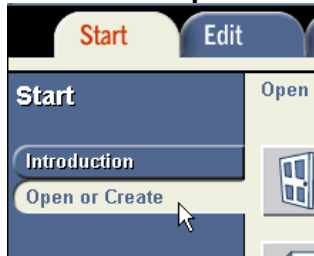 Start Edit
Start
Open
Introduction
Open or Create